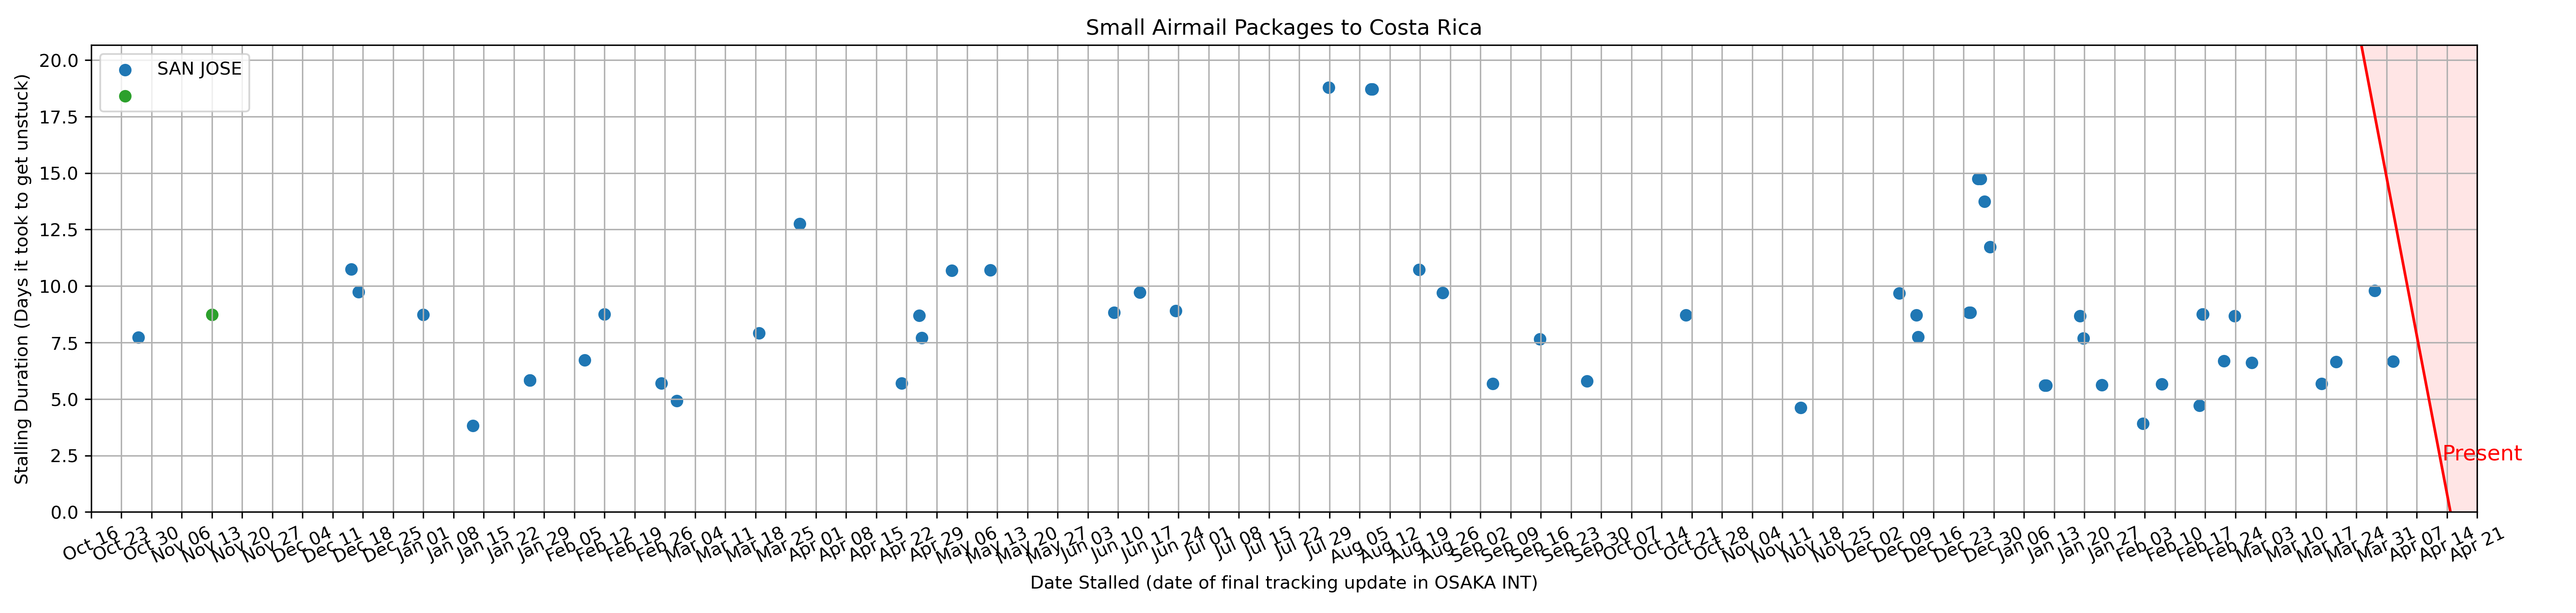 Small Airmail Packages to Costa Rica
SAN JOSE
Stalling Duration (Days it took to get unstuck)
20.0
17.5
15.0
12.5
10.0
7.5
5.0
2.5
0.0
Present
Oct 16
Oct 23
Oct 30
Nov 06
Nov 13
Nov 20
Nov 27
Dec 04
Dec 11
Dec 18
Dec 25
Jan 01
Jan 08
Jan 15
Jan 22
Jan 29
Feb 05
Feb 12
Feb 19
Feb 26
Mar 04
Mar 11
Mar 18
Mar 25
Apr 01
Apr 08
Apr 15
Apr 22
Apr 29
May 06
May 13
May 20
May 27
Jun 03
Jun 10
Jun 17
Jun 24
Jul 01
Jul 08
Jul 15
Jul 22
Jul 29
Aug 05
Aug 12
Aug 19
Aug 26
Sep 02
Sep 09
Sep 16
Sep 23
Sep 30
Oct 07
Oct 14
Oct 21
Oct 28
Nov 04
Nov 11
Nov 18
Nov 25
Dec 02
Dec 09
Dec 16
Dec 23
Dec 30
Jan 06
Jan 13
Jan 20
Jan 27
Feb 03
Feb 10
Feb 17
Feb 24
Mar 03
Mar 10
Mar 17
Mar 24
Mar 31
Apr 07
Apr 14
Apr 21
Date Stalled (date of final tracking update in OSAKA INT)